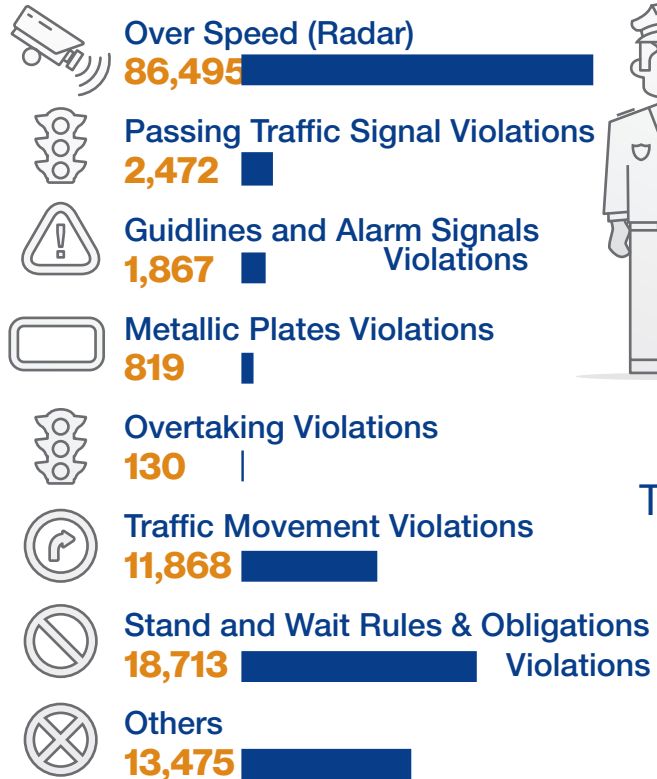 Over Speed (Radar)
86,495
Passing Traffic Signal Violations
2,472
Guidlines and Alarm Signals
Violations
1,867
Metallic Plates Violations
819
Overtaking Violations
130
T
Traffic Movement Violations
11,868
Stand and Wait Rules & Obligations
Violations
18,713
Others
13,475